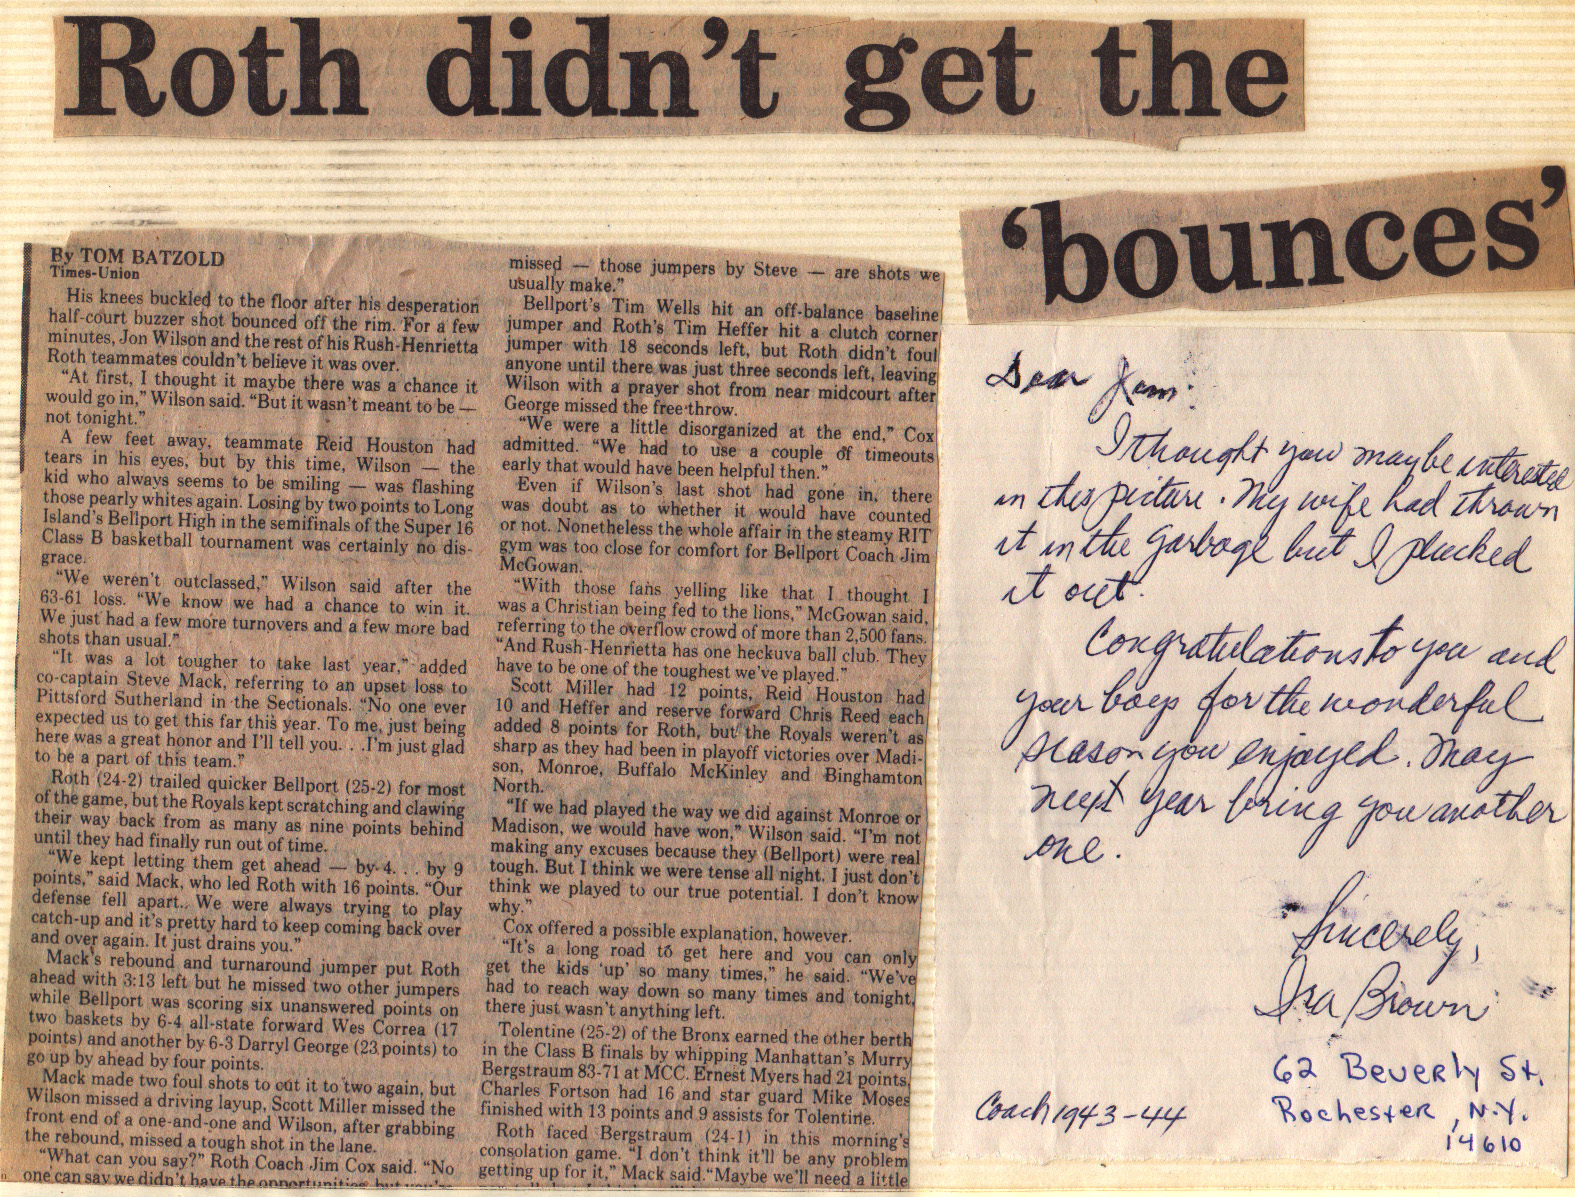 Roth didn't get the
'bounces'
By TOM BATZOLD
Times-Union
His knees buckled to the floor after his desperation
half-court buzzer shot bounced off the rim. For a few
minutes, Jon Wilson and the rest of his Rush-Henrietta
Roth teammates couldn't believe it was over.
"At first, I thought it maybe there was a chance it
would go in," Wilson said. "But it wasn't meant to be —
not tonight."
A few feet away, teammate Reid Houston had
tears in his eyes, but by this time, Wilson — the
kid who always seems to be smiling — was flashing
those pearly whites again. Losing by two points to Long
Island's Bellport High in the semifinals of the Super 16
Class B basketball tournament was certainly no dis-
grace.
"We weren't outclassed," Wilson said after the
63-61 loss. "We know we had a chance to win it.
We just had a few more turnovers and a few more bad
shots than usual."
"It was a lot tougher to take last year," added
co-captain Steve Mack, referring to an upset loss to
Pittsford Sutherland in the Sectionals. "No one ever
expected us to get this far this year. To me, just being
here was a great honor and I'll tell you. . .I'm just glad
to be a part of this team."
Roth (24-2) trailed quicker Bellport (25-2) for most
of the game, but the Royals kept scratching and clawing
their way back from as many as nine points behind
until they had finally run out of time.
"We kept letting them get ahead — by 4. . . by 9
points," said Mack, who led Roth with 16 points. "Our
defense fell apart. We were always trying to play
catch-up and it's pretty hard to keep coming back over
and over again. It just drains you."
Mack's rebound and turnaround jumper put Roth
ahead with 3:13 left but he missed two other jumpers
while Bellport was scoring six unanswered points on
two baskets by 6-4 all-state forward Wes Correa (17
points) and another by 6-3 Darryl George (23 points) to
go up by ahead by four points.
Mack made two foul shots to cut it to two again, but
Wilson missed a driving layup, Scott Miller missed the
front end of a one-and-one and Wilson, after grabbing
the rebound, missed a tough shot in the lane.
"What can you say?" Roth Coach Jim Cox said. "No
one can say we didn't have the opportunities, but
missed — those jumpers by Steve — are shots we
usually make."
Bellport's Tim Wells hit an off-balance baseline
jumper and Roth's Tim Heffer hit a clutch corner
jumper with 18 seconds left, but Roth didn't foul
anyone until there was just three seconds left, leaving
Wilson with a prayer shot from near midcourt after
George missed the free throw.
"We were a little disorganized at the end," Cox
admitted. "We had to use a couple of timeouts
early that would have been helpful then."
Even if Wilson's last shot had gone in, there
was doubt as to whether it would have counted
or not. Nonetheless the whole affair in the steamy RIT
gym was too close for comfort for Bellport Coach Jim
McGowan.
"With those fans yelling like that I thought I
was a Christian being fed to the lions," McGowan said,
referring to the overflow crowd of more than 2,500 fans.
"And Rush-Henrietta has one heckuva ball club. They
have to be one of the toughest we've played."
Scott Miller had 12 points, Reid Houston had
10 and Heffer and reserve forward Chris Reed each
added 8 points for Roth, but the Royals weren't as
sharp as they had been in playoff victories over Madi-
son, Monroe, Buffalo McKinley and Binghamton
North.
"If we had played the way we did against Monroe or
Madison, we would have won," Wilson said. "I'm not
making any excuses because they (Bellport) were real
tough. But I think we were tense all night. I just don't
think we played to our true potential. I don't know
why."
Cox offered a possible explanation, however.
"It's a long road to get here and you can only
get the kids 'up' so many times," he said. "We've
had to reach way down so many times and tonight,
there just wasn't anything left.
Tolentine (25-2) of the Bronx earned the other berth
in the Class B finals by whipping Manhattan's Murry
Bergstraum 83-71 at MCC. Ernest Myers had 21 points,
Charles Fortson had 16 and star guard Mike Moses
finished with 13 points and 9 assists for Tolentine.
Roth faced Bergstraum (24-1) in this morning's
consolation game. "I don't think it'll be any problem
getting up for it," Mack said. "Maybe we'll need a little
Dear Jim:
I thought you maybe interested
in this picture. My wife had thrown
it in the garbage but I plucked
it out.
Congratulations to you and
your boys for the wonderful
season you enjoyed. May
next year bring you another
one.
Sincerely,
Ira Brown
62 Beverly St.
Rochester, N.Y.
14610
Coach 1943-44